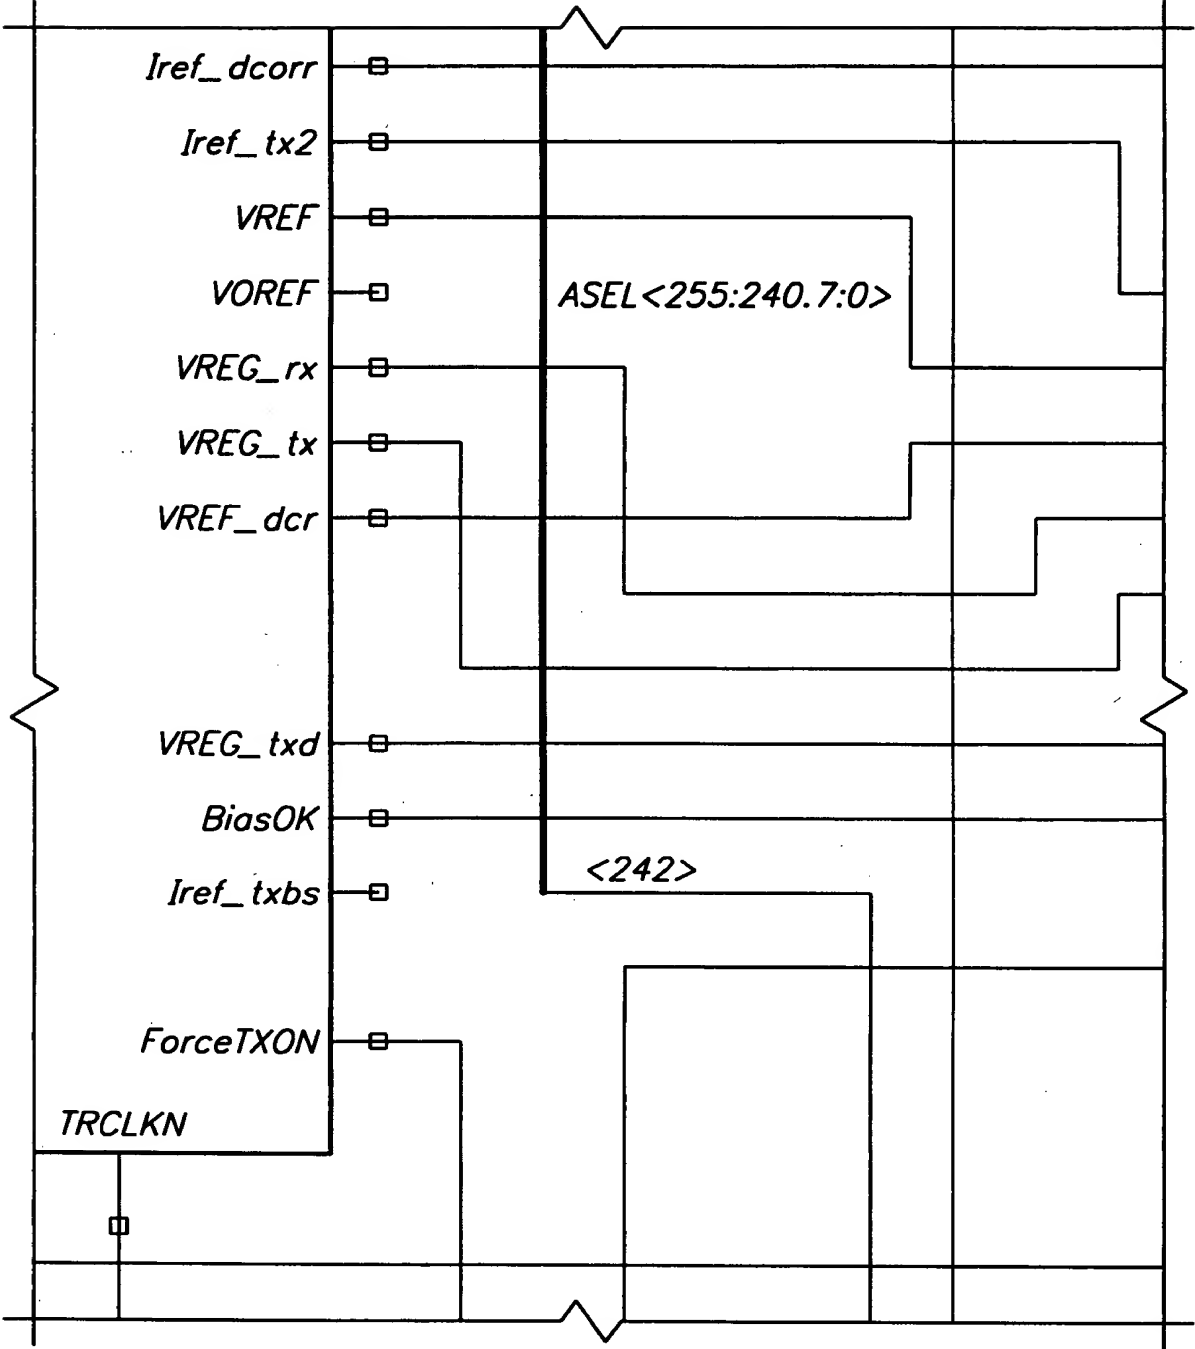 Iref_dcorr
Iref_tx2
VREF
VOREF
ASEL<255:240.7:0>
VREG_rx
VREG_tx
VREF_dcr
VREG_txd
BiasOK
<242>
Iref_txbs
ForceTXON
TRCLKN